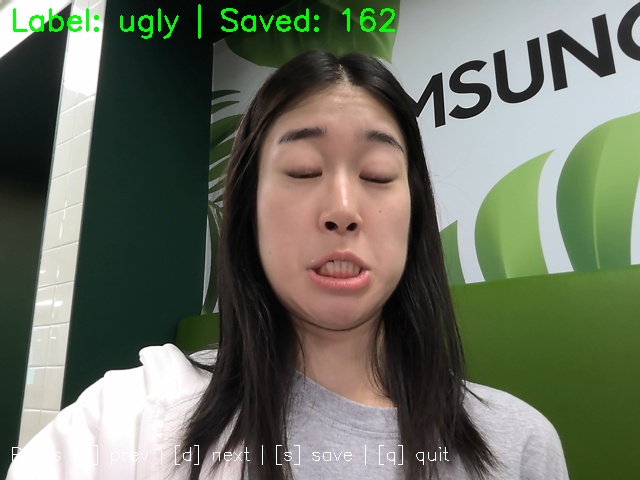 Label: ugly | Saved: 162
MSUNG
prev | [d] next | [s] save | [q] quit